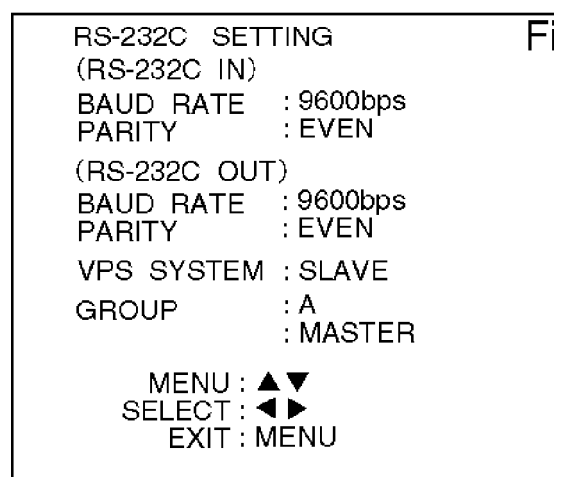 RS-232C SETTING
Fi
(RS-232C IN)
BAUD RATE : 9600bps
PARITY : EVEN
(RS-232C OUT)
BAUD RATE : 9600bps
PARITY : EVEN
VPS SYSTEM : SLAVE
GROUP : A
: MASTER
MENU : ▲▼
SELECT : ◀ ▶
EXIT : MENU